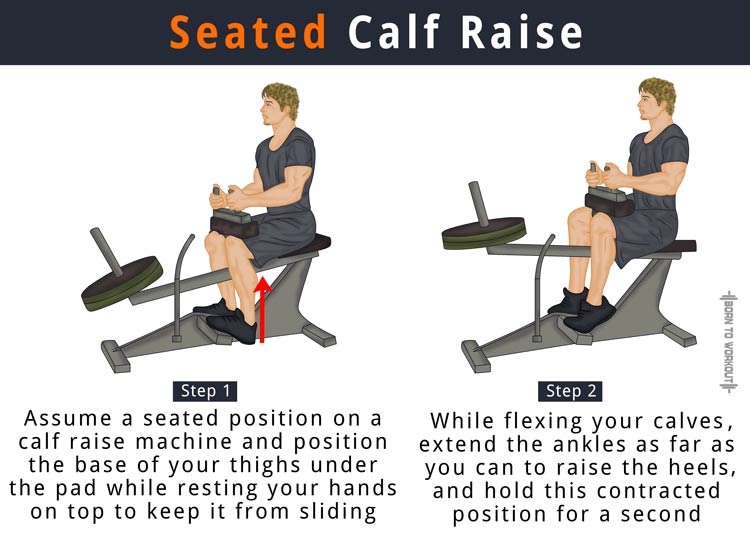 Seated Calf Raise
Step 1
Assume a seated position on a
calf raise machine and position
the base of your thighs under
the pad while resting your hands
on top to keep it from sliding
Step 2
While flexing your calves,
extend the ankles as far as
you can to raise the heels,
and hold this contracted
position for a second
BORN TO WORKOUT